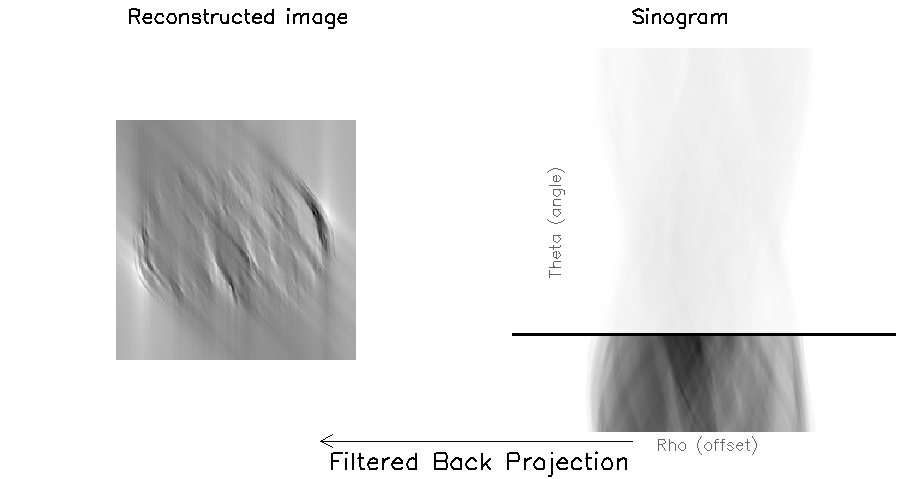 Reconstructed image
Sinogram
Theta (angle)
Rho (offset)
Filtered Back Projection